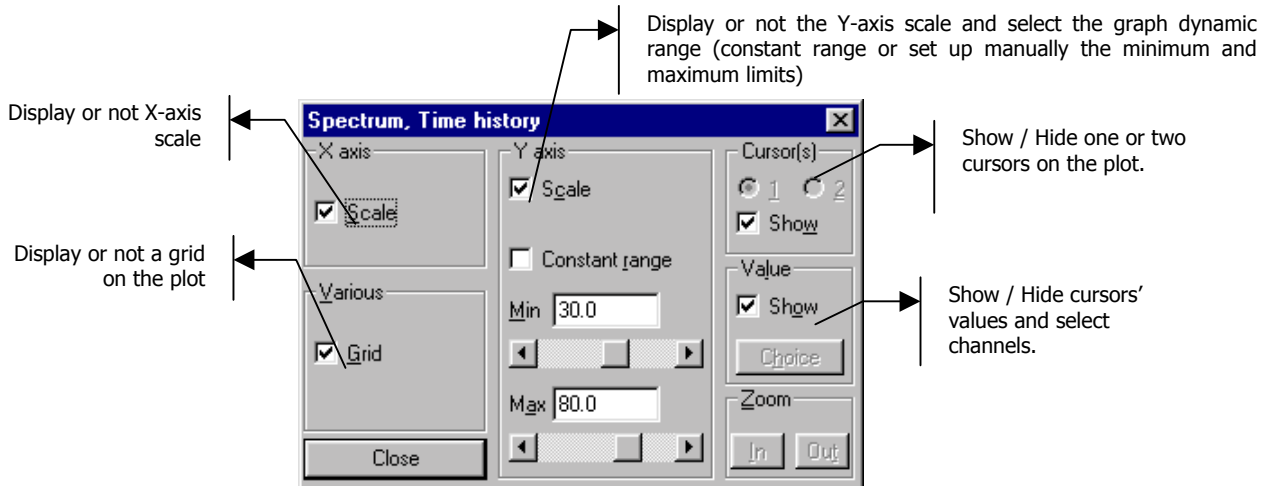 Display or not the Y-axis scale and select the graph dynamic
range (constant range or set up manually the minimum and
maximum limits)
Display or not X-axis
scale
Display or not a grid
on the plot
Spectrum, Time history
X axis
Scale
Various
Grid
Close
Y axis
Scale
Constant range
Min 30.0
Max 80.0
Cursor(s)
1 2
Show
Value
Show
Choice
Zoom
In Out
Show / Hide one or two
cursors on the plot.
Show / Hide cursors’
values and select
channels.